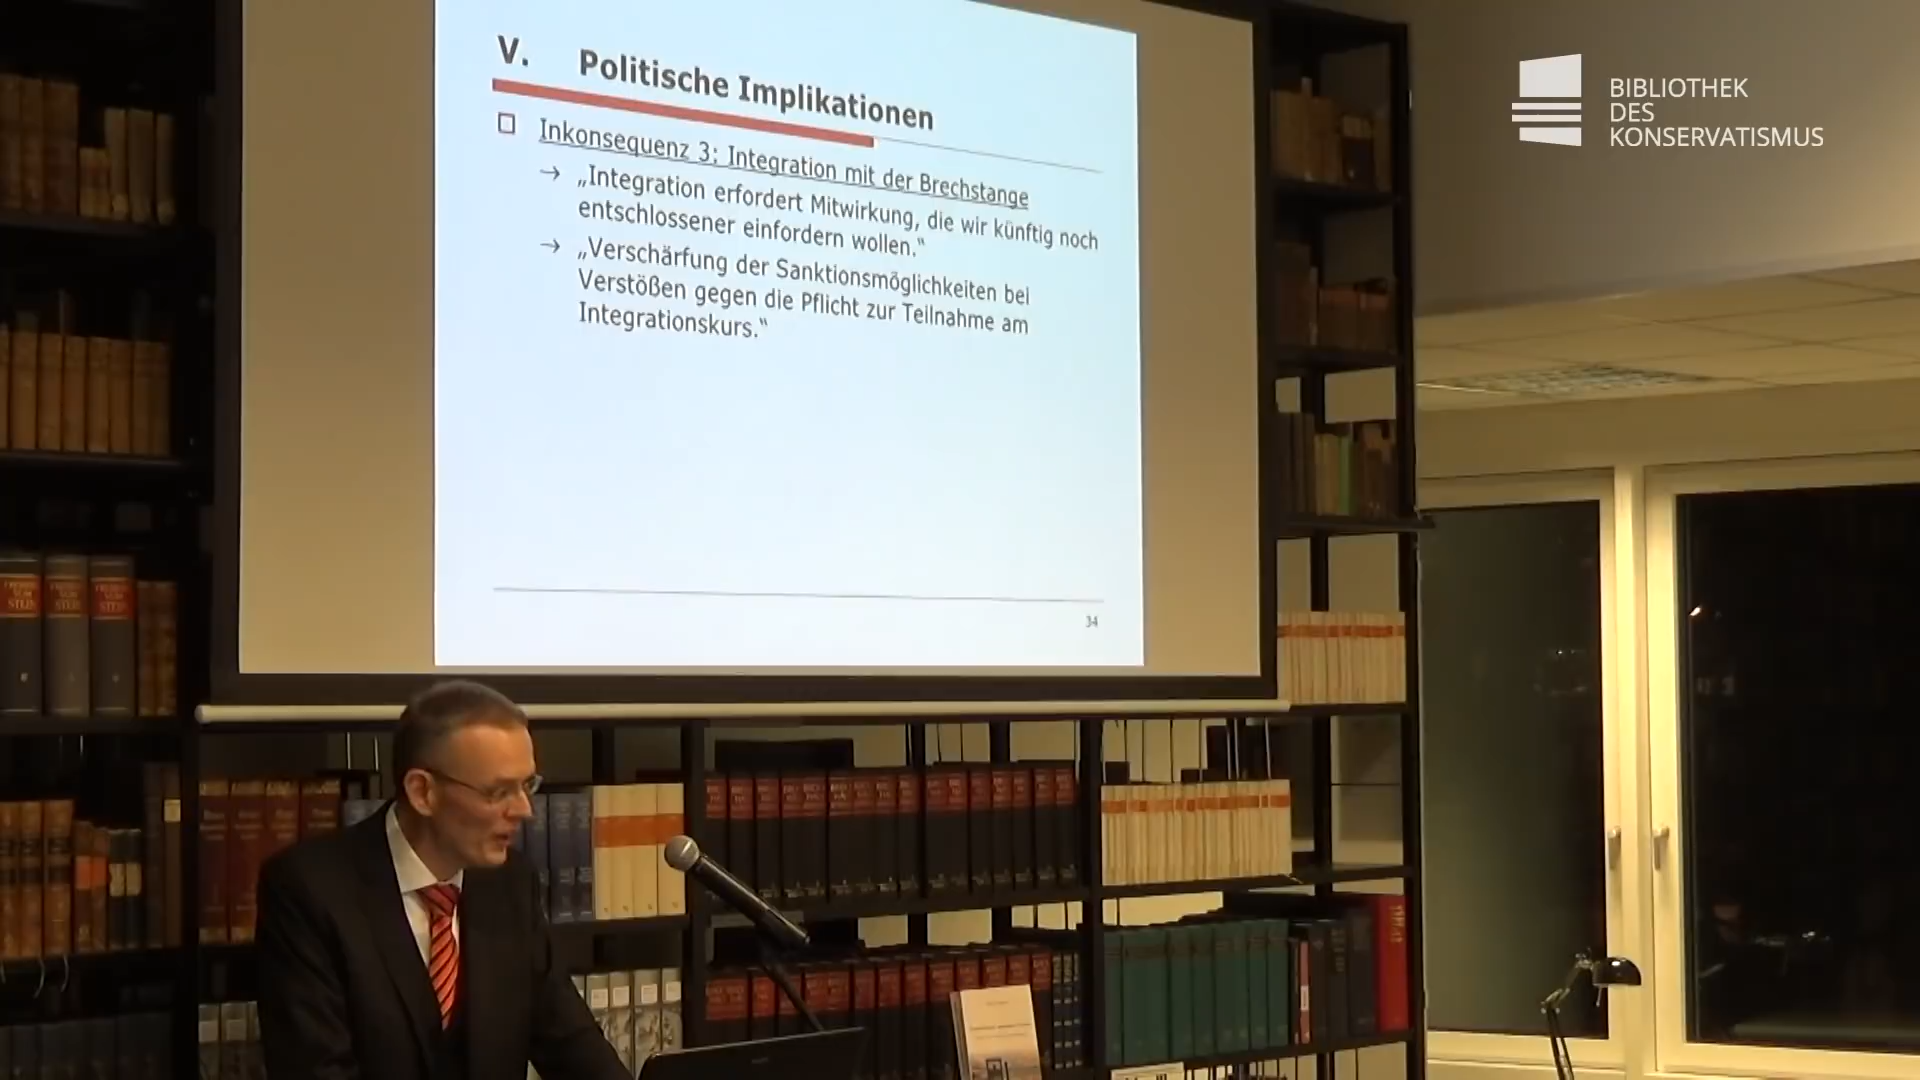 V. Politische Implikationen
Inkonsequenz 3: Integration mit der Brechstange
→ „Integration erfordert Mitwirkung, die wir künftig noch
entschlossener einfordern wollen.“
→ „Verschärfung der Sanktionsmöglichkeiten bei
Verstößen gegen die Pflicht zur Teilnahme am
Integrationskurs.“
34
BIBLIOTHEK
DES
KONSERVATISMUS